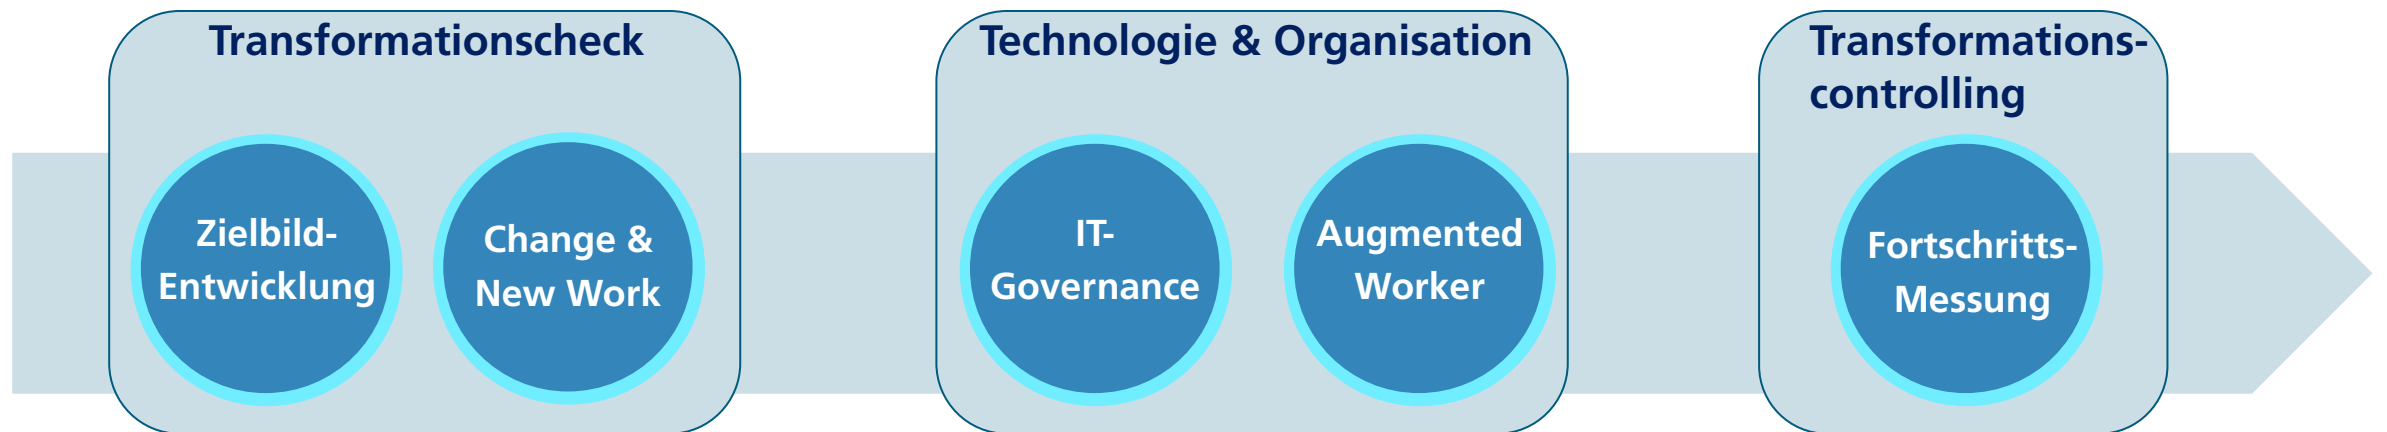 Transformationscheck
Zielbild-
Entwicklung
Change &
New Work
Technologie & Organisation
IT-
Governance
Augmented
Worker
Transformations-
controlling
Fortschritts-
Messung